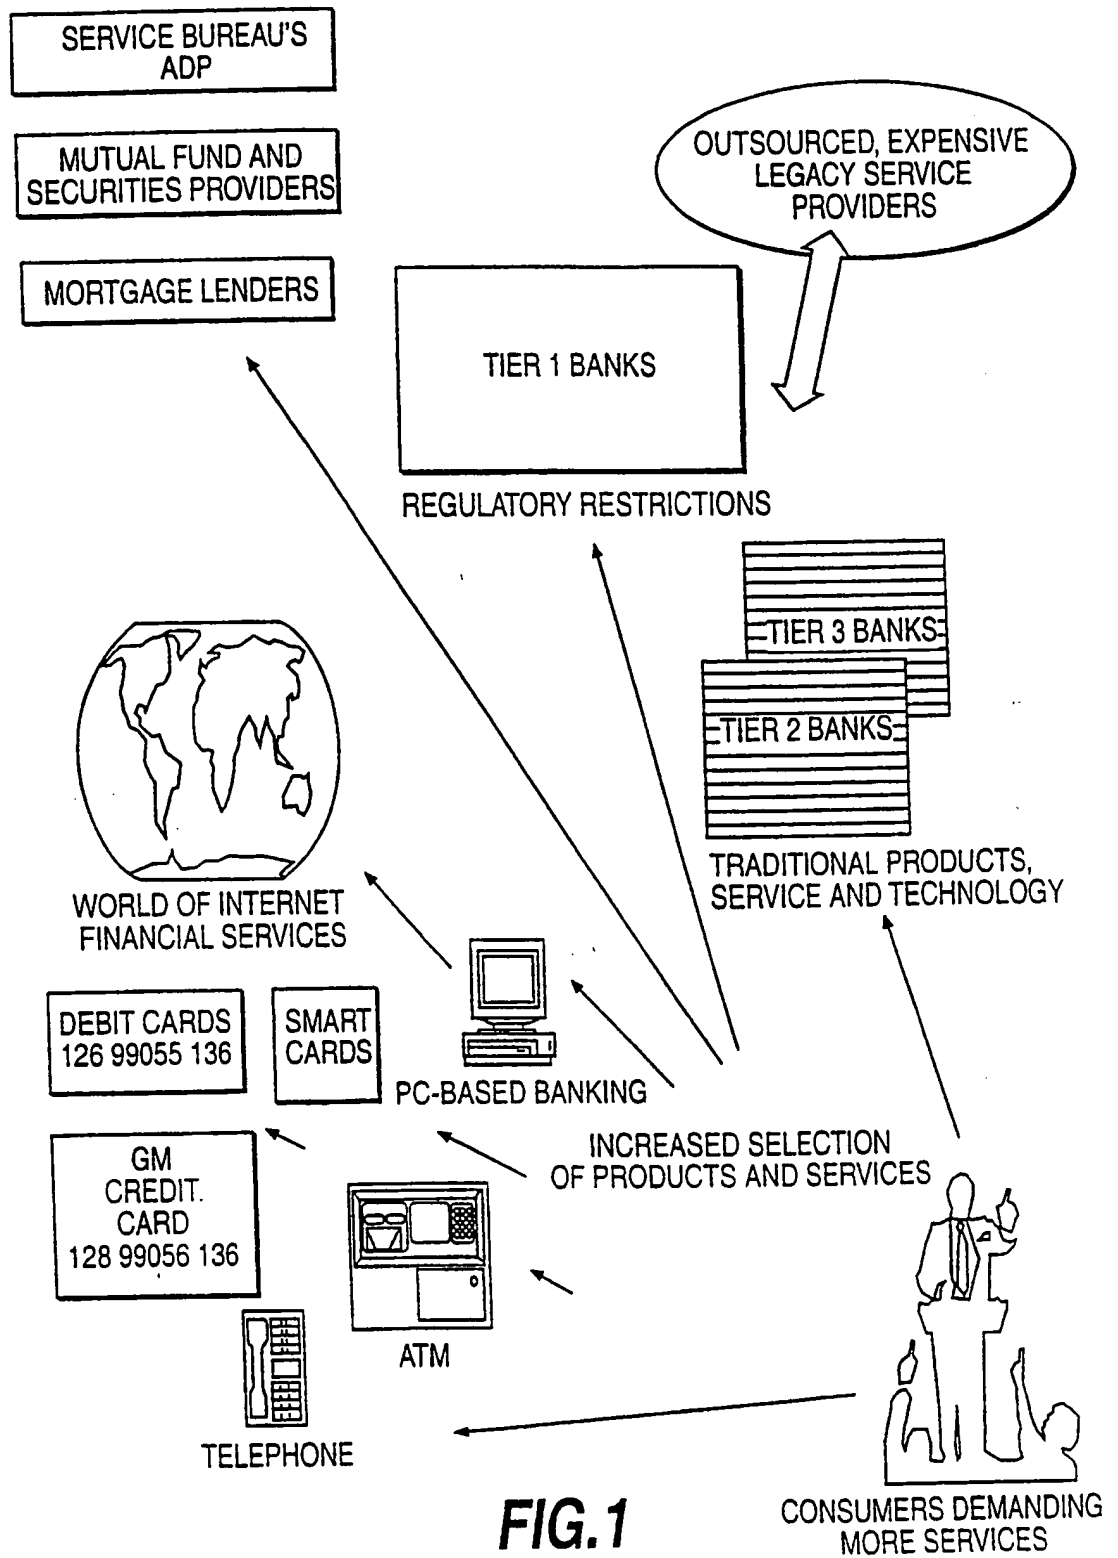 SERVICE BUREAU'S
ADP
MUTUAL FUND AND
SECURITIES PROVIDERS
MORTGAGE LENDERS
OUTSOURCED, EXPENSIVE
LEGACY SERVICE
PROVIDERS
TIER 1 BANKS
REGULATORY RESTRICTIONS
TIER 3 BANKS
TIER 2 BANKS
TRADITIONAL PRODUCTS,
SERVICE AND TECHNOLOGY
WORLD OF INTERNET
FINANCIAL SERVICES
DEBIT CARDS
126 99055 136
SMART
CARDS
PC-BASED BANKING
INCREASED SELECTION
OF PRODUCTS AND SERVICES
GM
CREDIT.
CARD
128 99056 136
ATM
TELEPHONE
CONSUMERS DEMANDING
MORE SERVICES
FIG.1